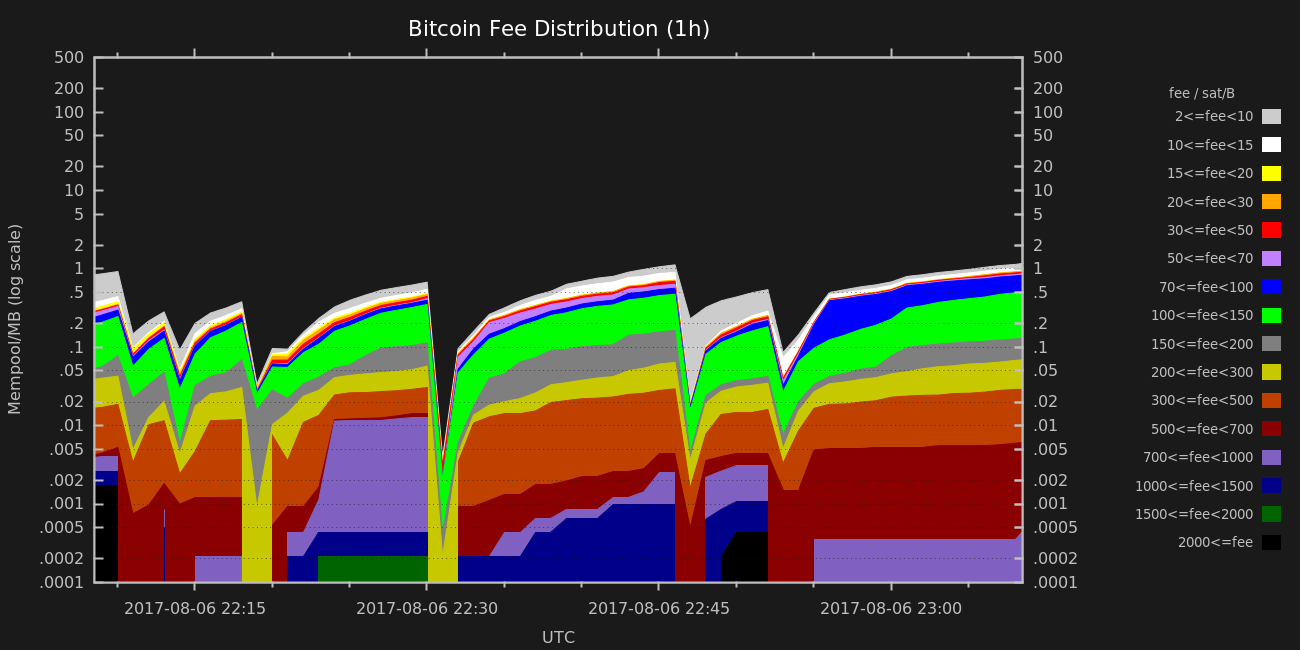 Bitcoin Fee Distribution (1h)
500 500
200 200
100 100
50 50
20 20
10 10
5 5
2 2
1 1
.5 .5
.2 .2
.1 .1
.05 .05
.02 .02
.01 .01
.005 .005
.002 .002
.001 .001
.0005 .0005
.0002 .0002
.0001 .0001
Mempool/MB (log scale)
2017-08-06 22:15 2017-08-06 22:30 2017-08-06 22:45 2017-08-06 23:00
UTC
fee / sat/B
2<=fee<10
10<=fee<15
15<=fee<20
20<=fee<30
30<=fee<50
50<=fee<70
70<=fee<100
100<=fee<150
150<=fee<200
200<=fee<300
300<=fee<500
500<=fee<700
700<=fee<1000
1000<=fee<1500
1500<=fee<2000
2000<=fee